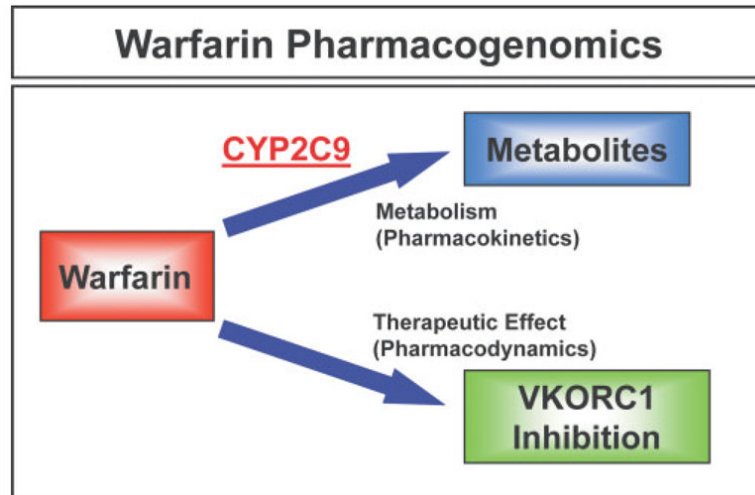 Warfarin Pharmacogenomics
CYP2C9
Metabolites
Metabolism
(Pharmacokinetics)
Warfarin
Therapeutic Effect
(Pharmacodynamics)
VKORC1
Inhibition